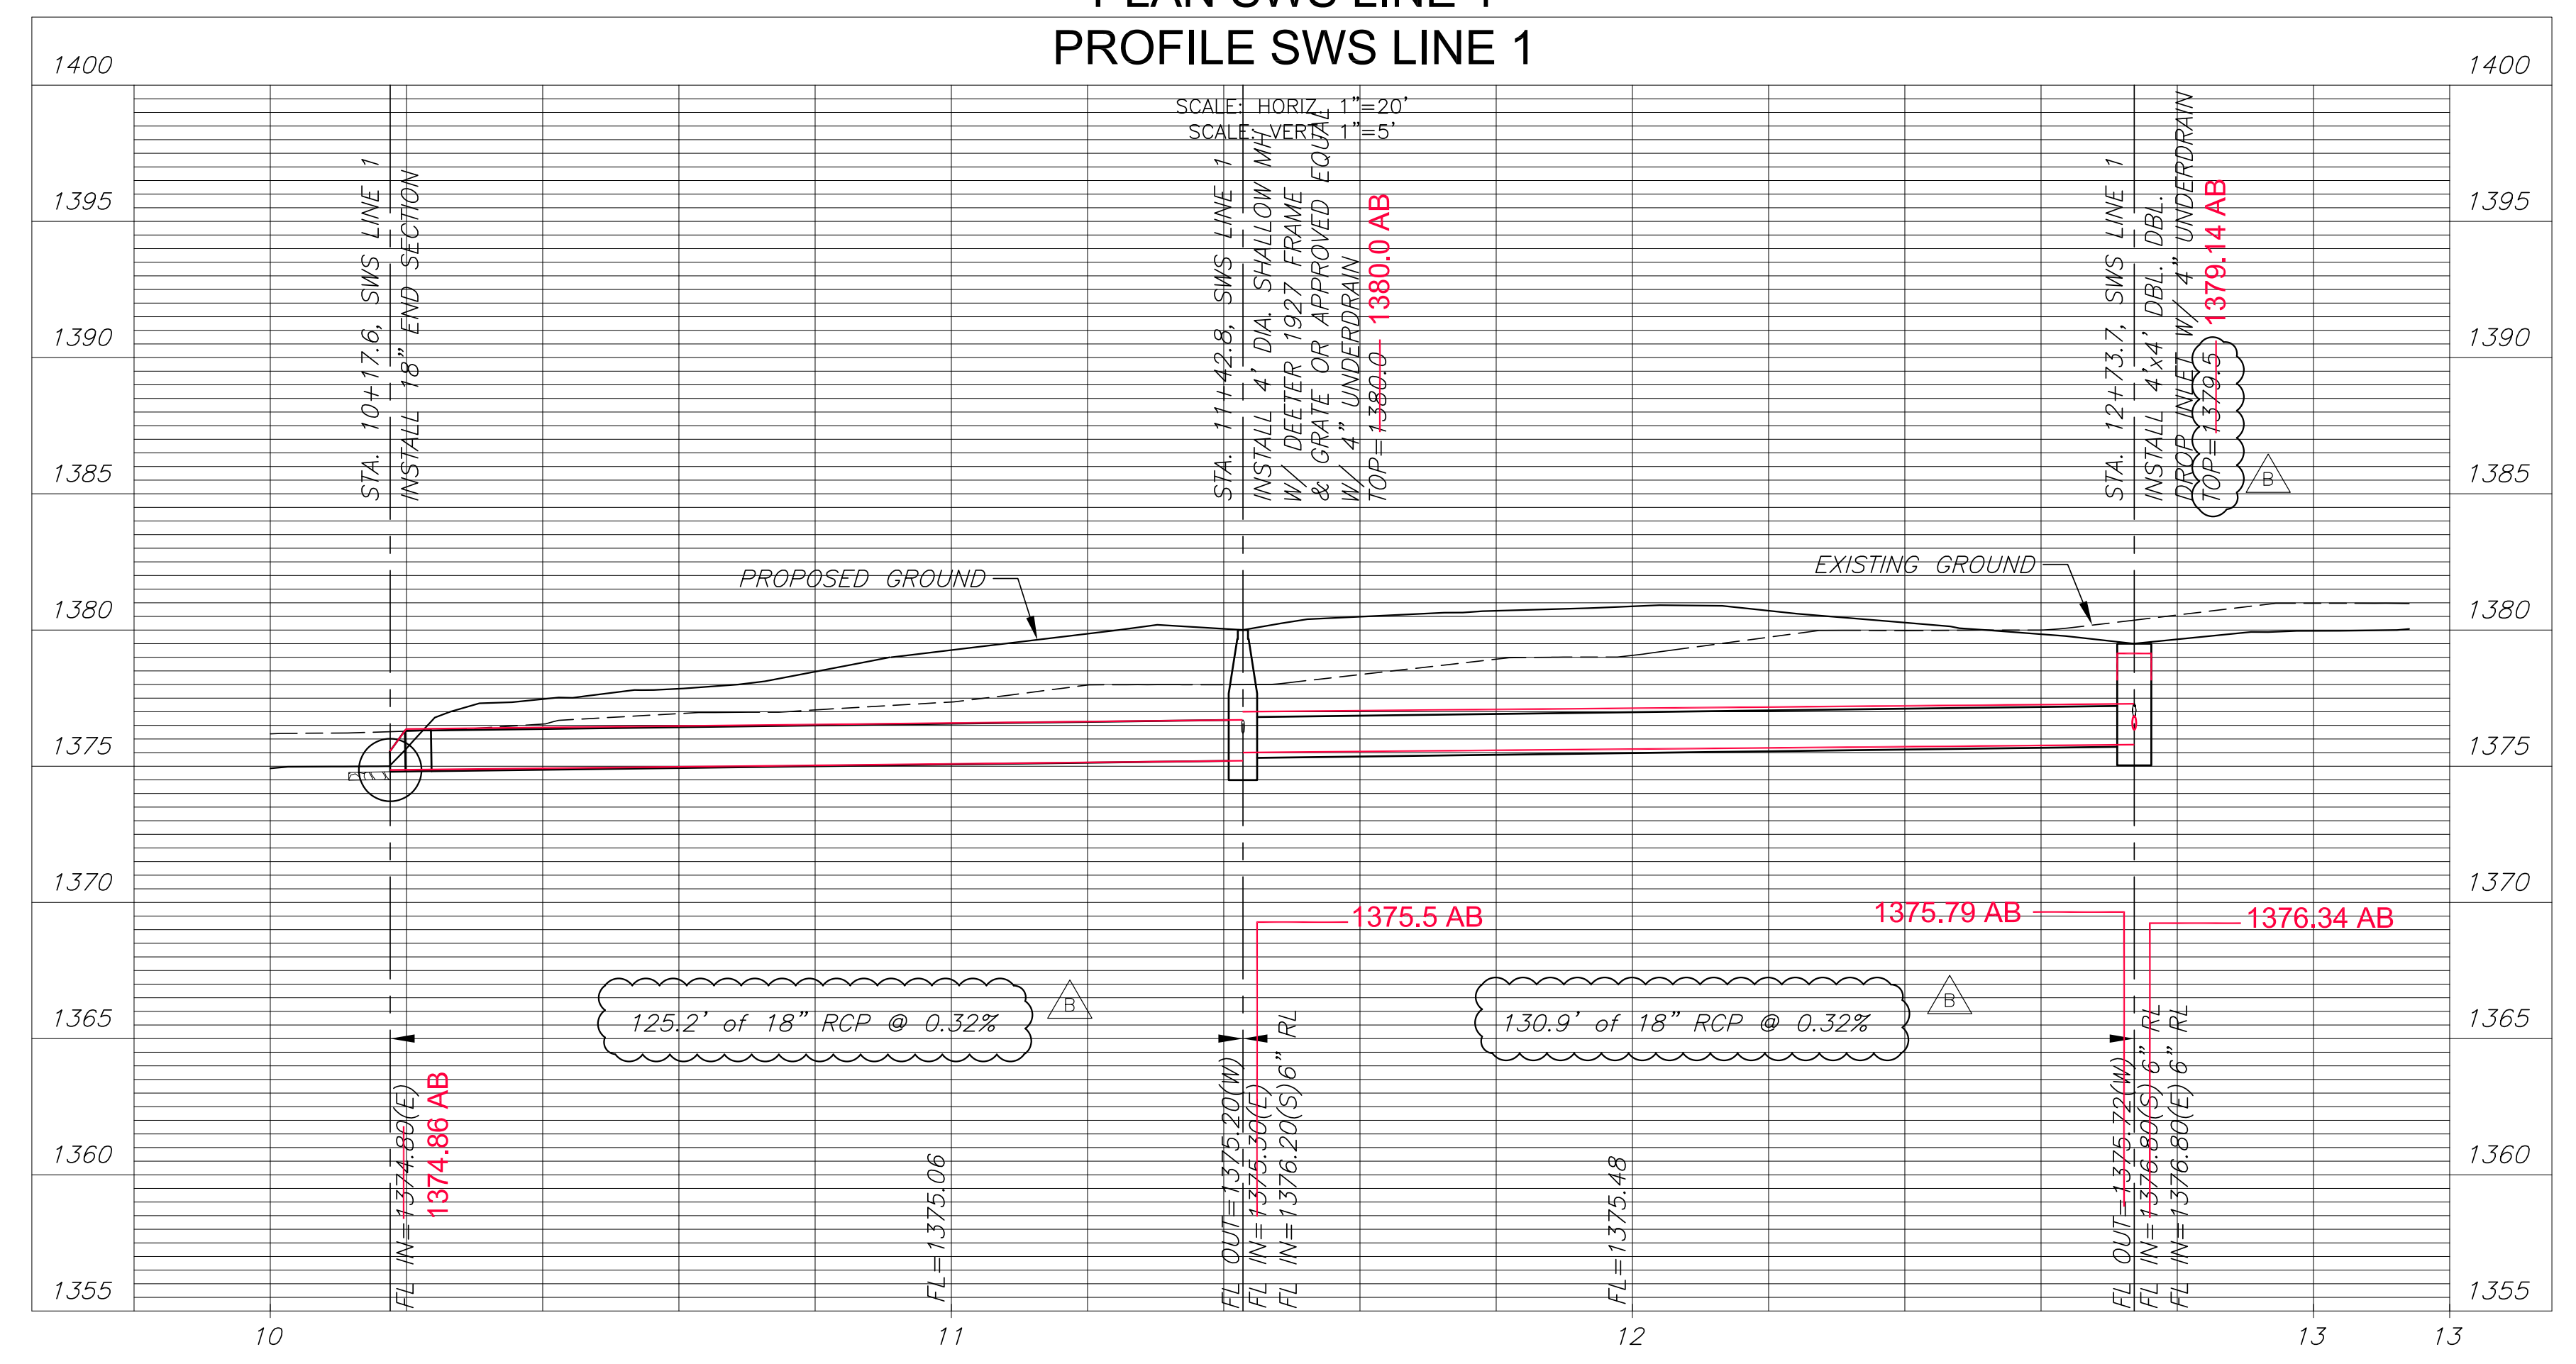 PLAN SWS LINE 1
PROFILE SWS LINE 1
1400
1400
SCALE: HORIZ. 1"=20'
SCALE: VERT. 1"=5'
1395
1395
1390
1390
1385
1385
1380
1380
1375
1375
1370
1370
1365
1365
1360
1360
1355
1355
STA. 10+17.6, SWS LINE 1
INSTALL 18" END SECTION
STA. 11+42.8, SWS LINE 1
INSTALL 4' DIA. SHALLOW MH
W/ DEETER 1927 FRAME
& GRATE OR APPROVED EQUAL
W/ 4" UNDERDRAIN
TOP=1380.0
1380.0 AB
STA. 12+73.7, SWS LINE 1
INSTALL 4'x4' DBL. DBL.
DROP INLET W/ 4" UNDERDRAIN
TOP=1379.5
1379.14 AB
B
PROPOSED GROUND
EXISTING GROUND
1375.5 AB
1375.79 AB
1376.34 AB
125.2' of 18" RCP @ 0.32%
B
130.9' of 18" RCP @ 0.32%
B
FL IN=1374.80(E)
1374.86 AB
FL=1375.06
FL OUT=1375.20(W)
FL IN=1375.30(E)
FL IN=1376.20(S)6" RL
FL=1375.48
FL OUT=1375.72(W)
FL IN=1376.80(S) 6" RL
FL IN=1376.80(E) 6" RL
10
11
12
13
13